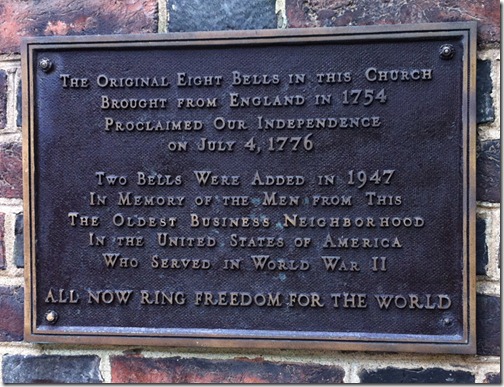 The Original Eight Bells in this Church
Brought from England in 1754
Proclaimed Our Independence
on July 4, 1776
Two Bells Were Added in 1947
In Memory of the Men from This
The Oldest Business Neighborhood
In the United States of America
Who Served in World War II
ALL NOW RING FREEDOM FOR THE WORLD